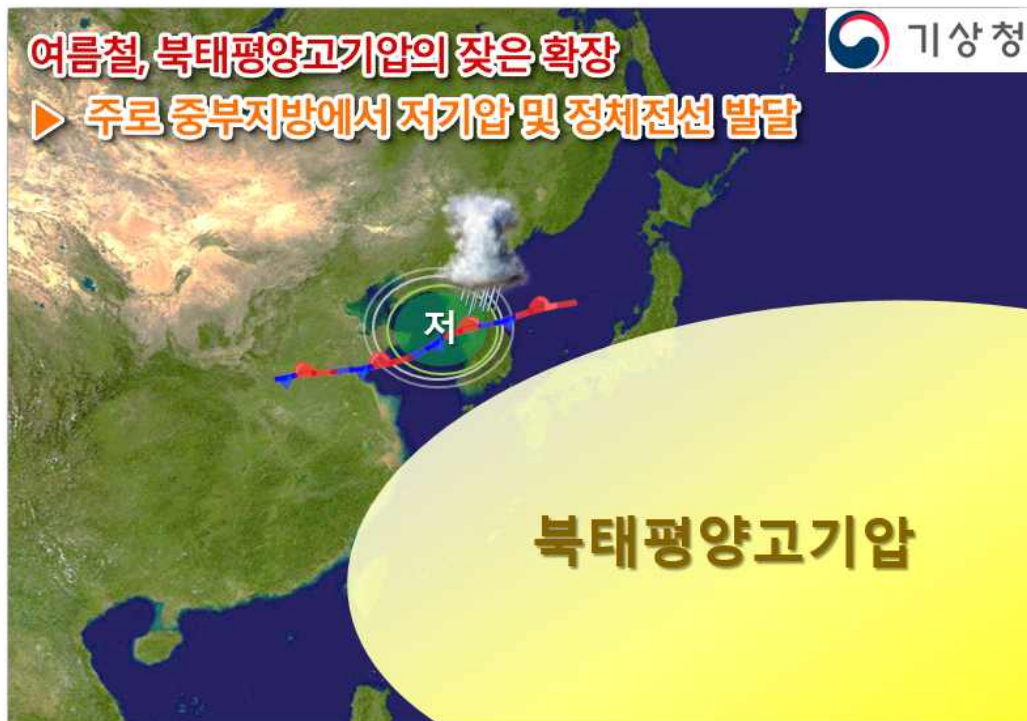 여름철, 북태평양고기압의 잦은 확장
기상청
▶ 주로 중부지방에서 저기압 및 정체전선 발달
저
북태평양고기압